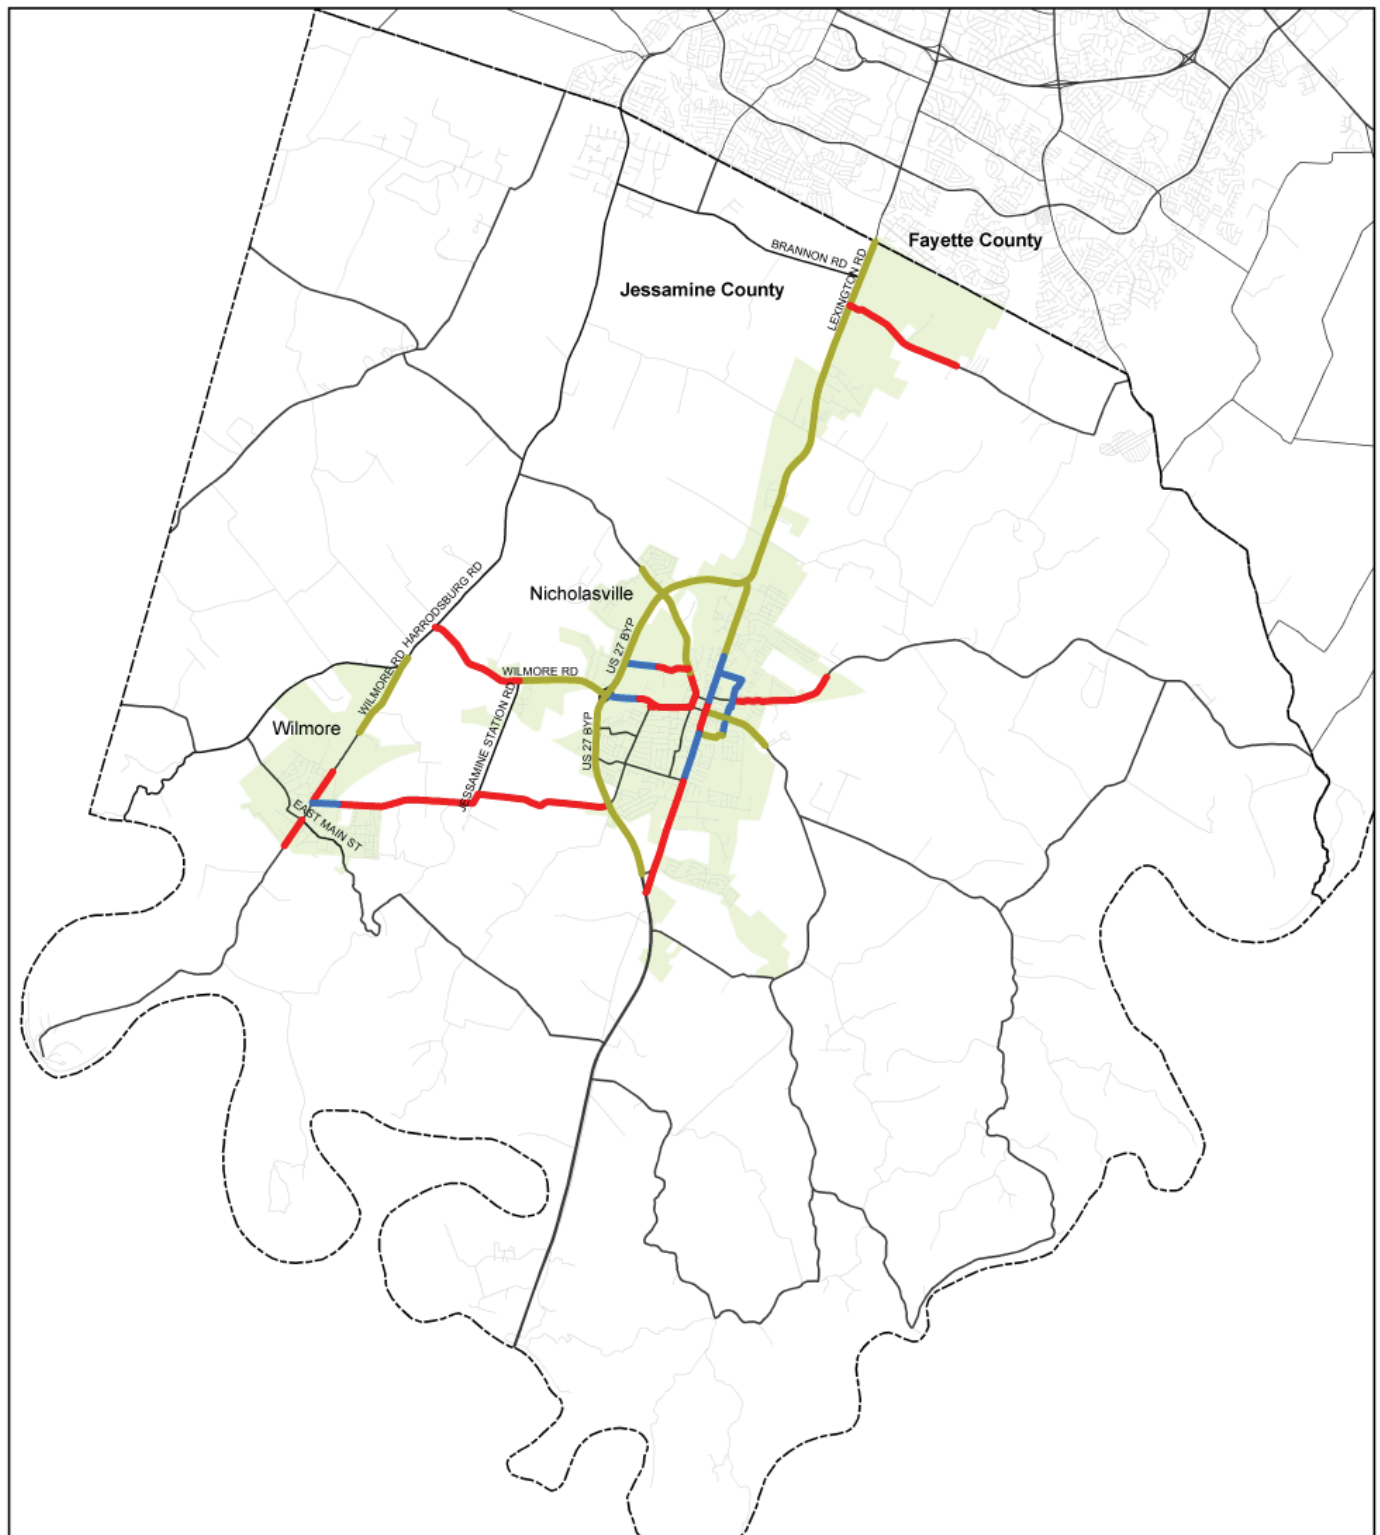 Fayette County
BRANNON RD
LEXINGTON RD
Jessamine County
HARRODSBURG RD
Nicholasville
US 27 BYP
WILMORE RD
WILMORE RD
JESSAMINE STATION RD
Wilmore
US 27 BYP
EAST MAIN ST